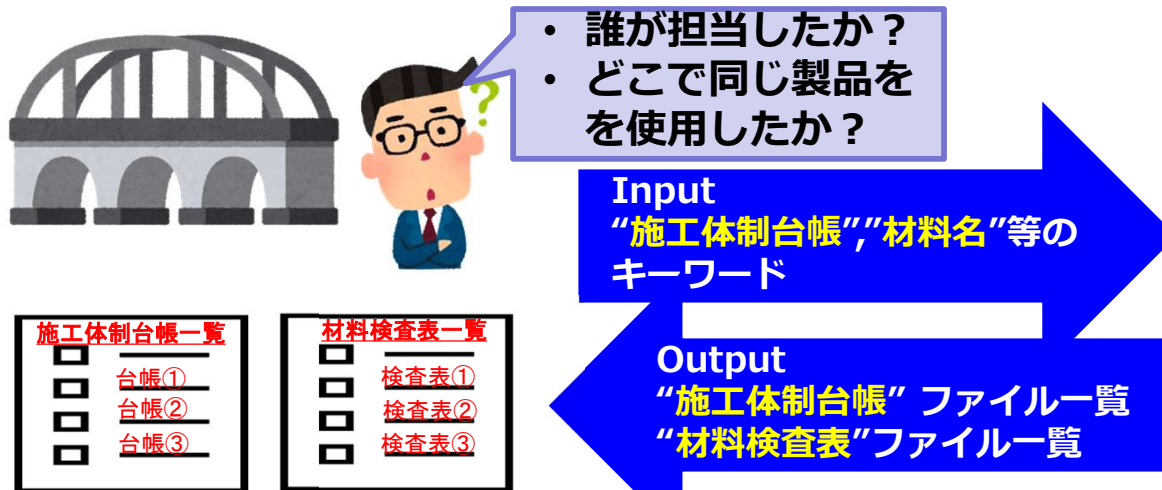 • 誰が担当したか？
• どこで同じ製品を
を使用したか？
?
Input
“施工体制台帳”,”材料名”等の
キーワード
施工体制台帳一覧
台帳①
台帳②
台帳③
材料検査表一覧
検査表①
検査表②
検査表③
Output
“施工体制台帳” ファイル一覧
“材料検査表”ファイル一覧